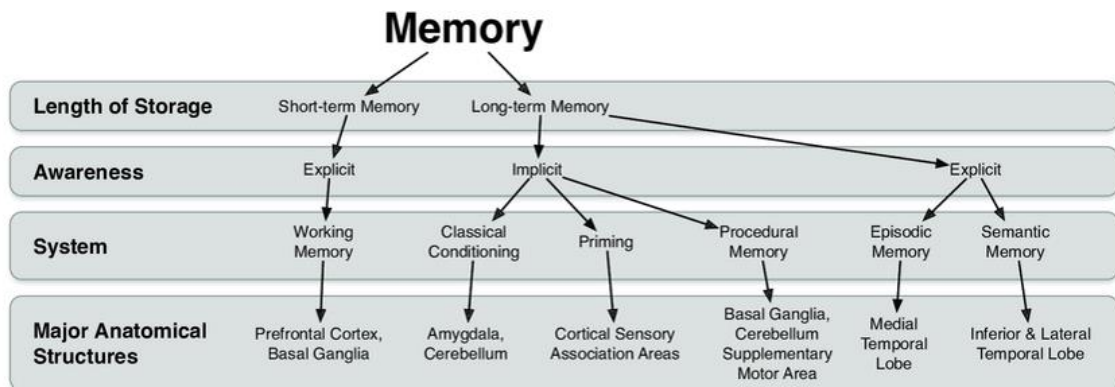 Memory
Length of Storage
Short-term Memory
Long-term Memory
Awareness
Explicit
Implicit
Explicit
System
Working
Memory
Classical
Conditioning
Priming
Procedural
Memory
Episodic
Memory
Semantic
Memory
Major Anatomical
Structures
Prefrontal Cortex,
Basal Ganglia
Amygdala,
Cerebellum
Cortical Sensory
Association Areas
Basal Ganglia,
Cerebellum
Supplementary
Motor Area
Medial
Temporal
Lobe
Inferior & Lateral
Temporal Lobe